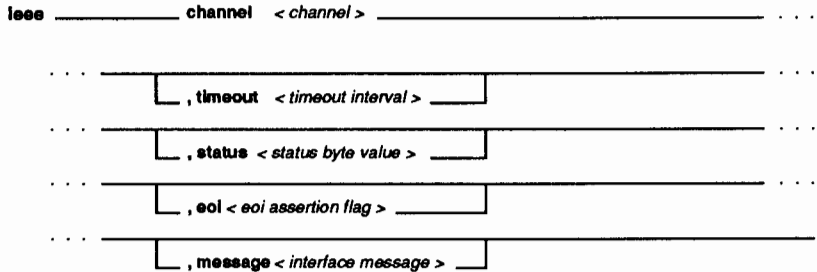 ieee channel < channel > . . .
. . . . . .
, timeout < timeout interval >
. . . . . .
, status < status byte value >
. . . . . .
, eoi < eoi assertion flag >
. . .
, message < interface message >